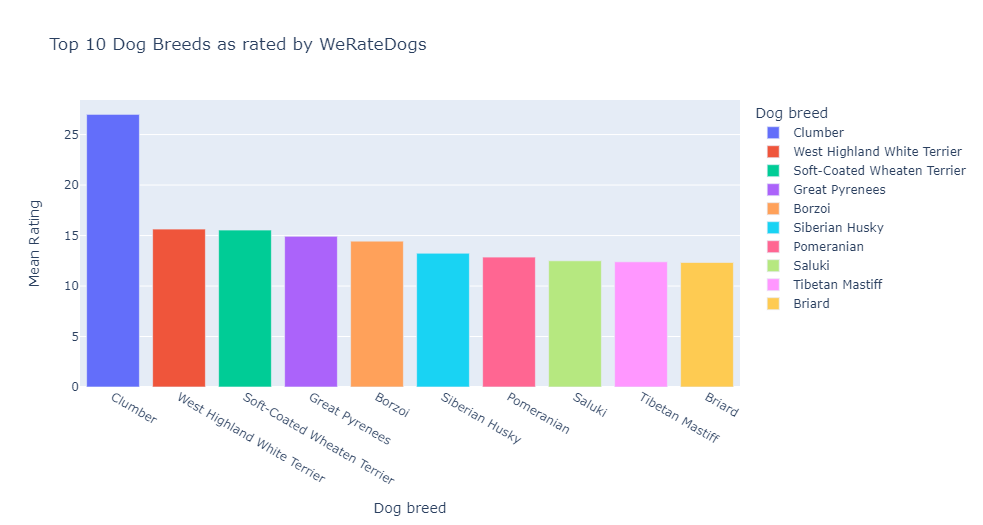 Top 10 Dog Breeds as rated by WeRateDogs
Mean Rating
25
20
15
10
5
0
Clumber
West Highland White Terrier
Soft-Coated Wheaten Terrier
Great Pyrenees
Borzoi
Siberian Husky
Pomeranian
Saluki
Tibetan Mastiff
Briard
Dog breed
Dog breed
Clumber
West Highland White Terrier
Soft-Coated Wheaten Terrier
Great Pyrenees
Borzoi
Siberian Husky
Pomeranian
Saluki
Tibetan Mastiff
Briard